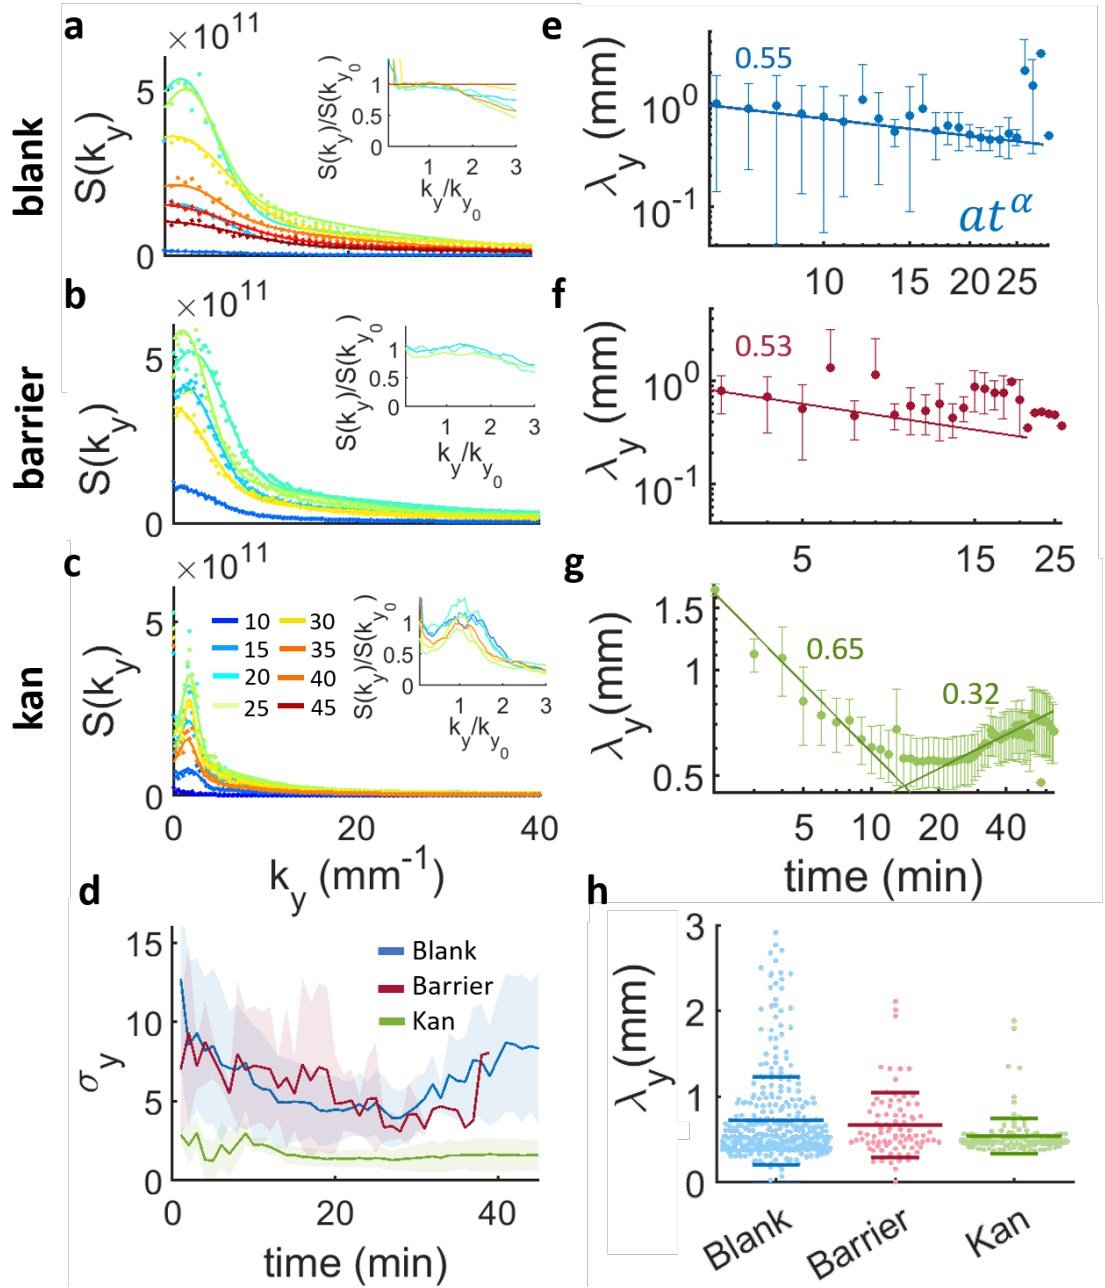 a
×10^11
blank
S(k_y)
5
0
S(k_y)/S(k_y0)
1
0.5
0
1 2 3
k_y/k_y0
b
×10^11
barrier
S(k_y)
5
0
S(k_y)/S(k_y0)
1
0.5
0
0 1 2 3
k_y/k_y0
c
×10^11
kan
S(k_y)
5
0
10 30
15 35
20 40
25 45
S(k_y)/S(k_y0)
1
0.5
0
0 1 2 3
k_y/k_y0
0 20 40
k_y (mm^-1)
d
σ_y
15
10
5
0
Blank
Barrier
Kan
0 20 40
time (min)
e
λ_y (mm)
10^0
10^-1
0.55
at^α
10 15 20 25
f
λ_y (mm)
10^0
10^-1
0.53
5 15 25
g
λ_y (mm)
1.5
1
0.5
0.65
0.32
5 10 20 40
time (min)
h
λ_y(mm)
3
2
1
0
Blank Barrier Kan